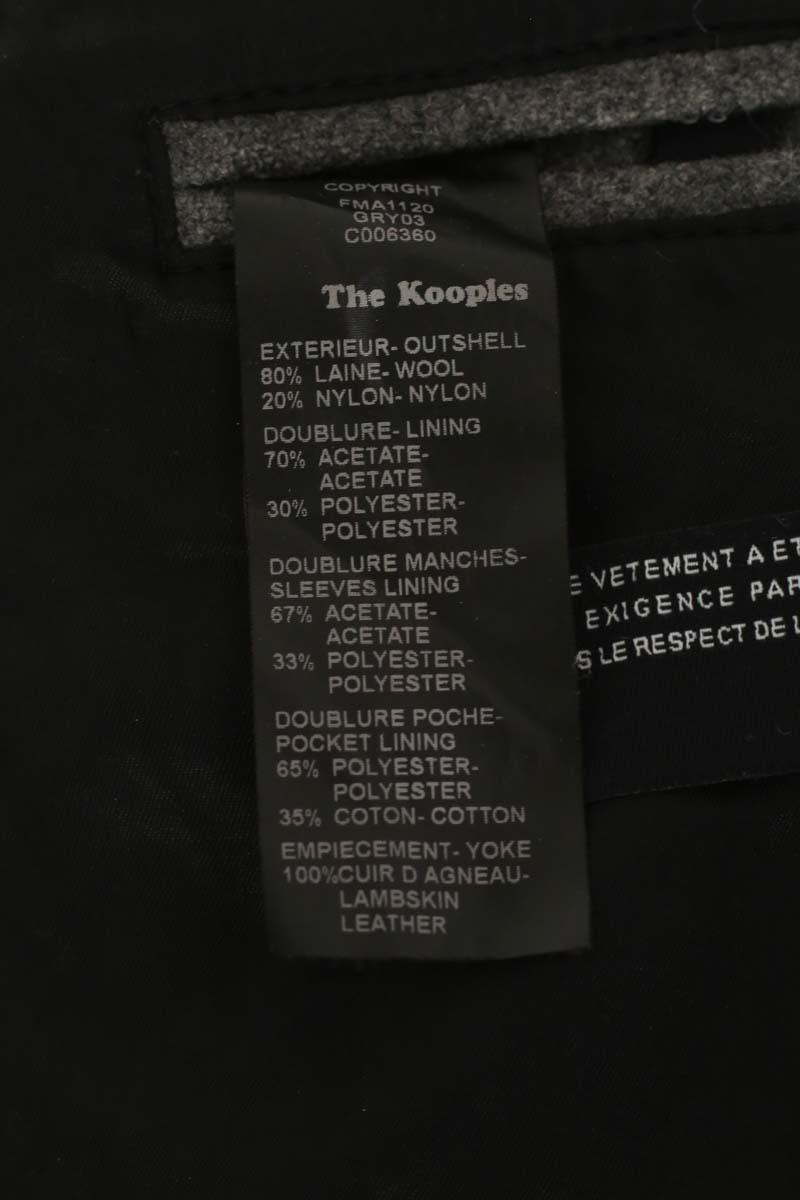 COPYRIGHT
FMA1120
GRY03
C006360
The Kooples
EXTERIEUR- OUTSHELL
80% LAINE- WOOL
20% NYLON- NYLON
DOUBLURE- LINING
70% ACETATE-
ACETATE
30% POLYESTER-
POLYESTER
DOUBLURE MANCHES-
SLEEVES LINING
67% ACETATE-
ACETATE
33% POLYESTER-
POLYESTER
DOUBLURE POCHE-
POCKET LINING
65% POLYESTER-
POLYESTER
35% COTON- COTTON
EMPIECEMENT- YOKE
100%CUIR D AGNEAU-
LAMBSKIN
LEATHER
VETEMENT A ET
EXIGENCE PAR
S LE RESPECT DE L